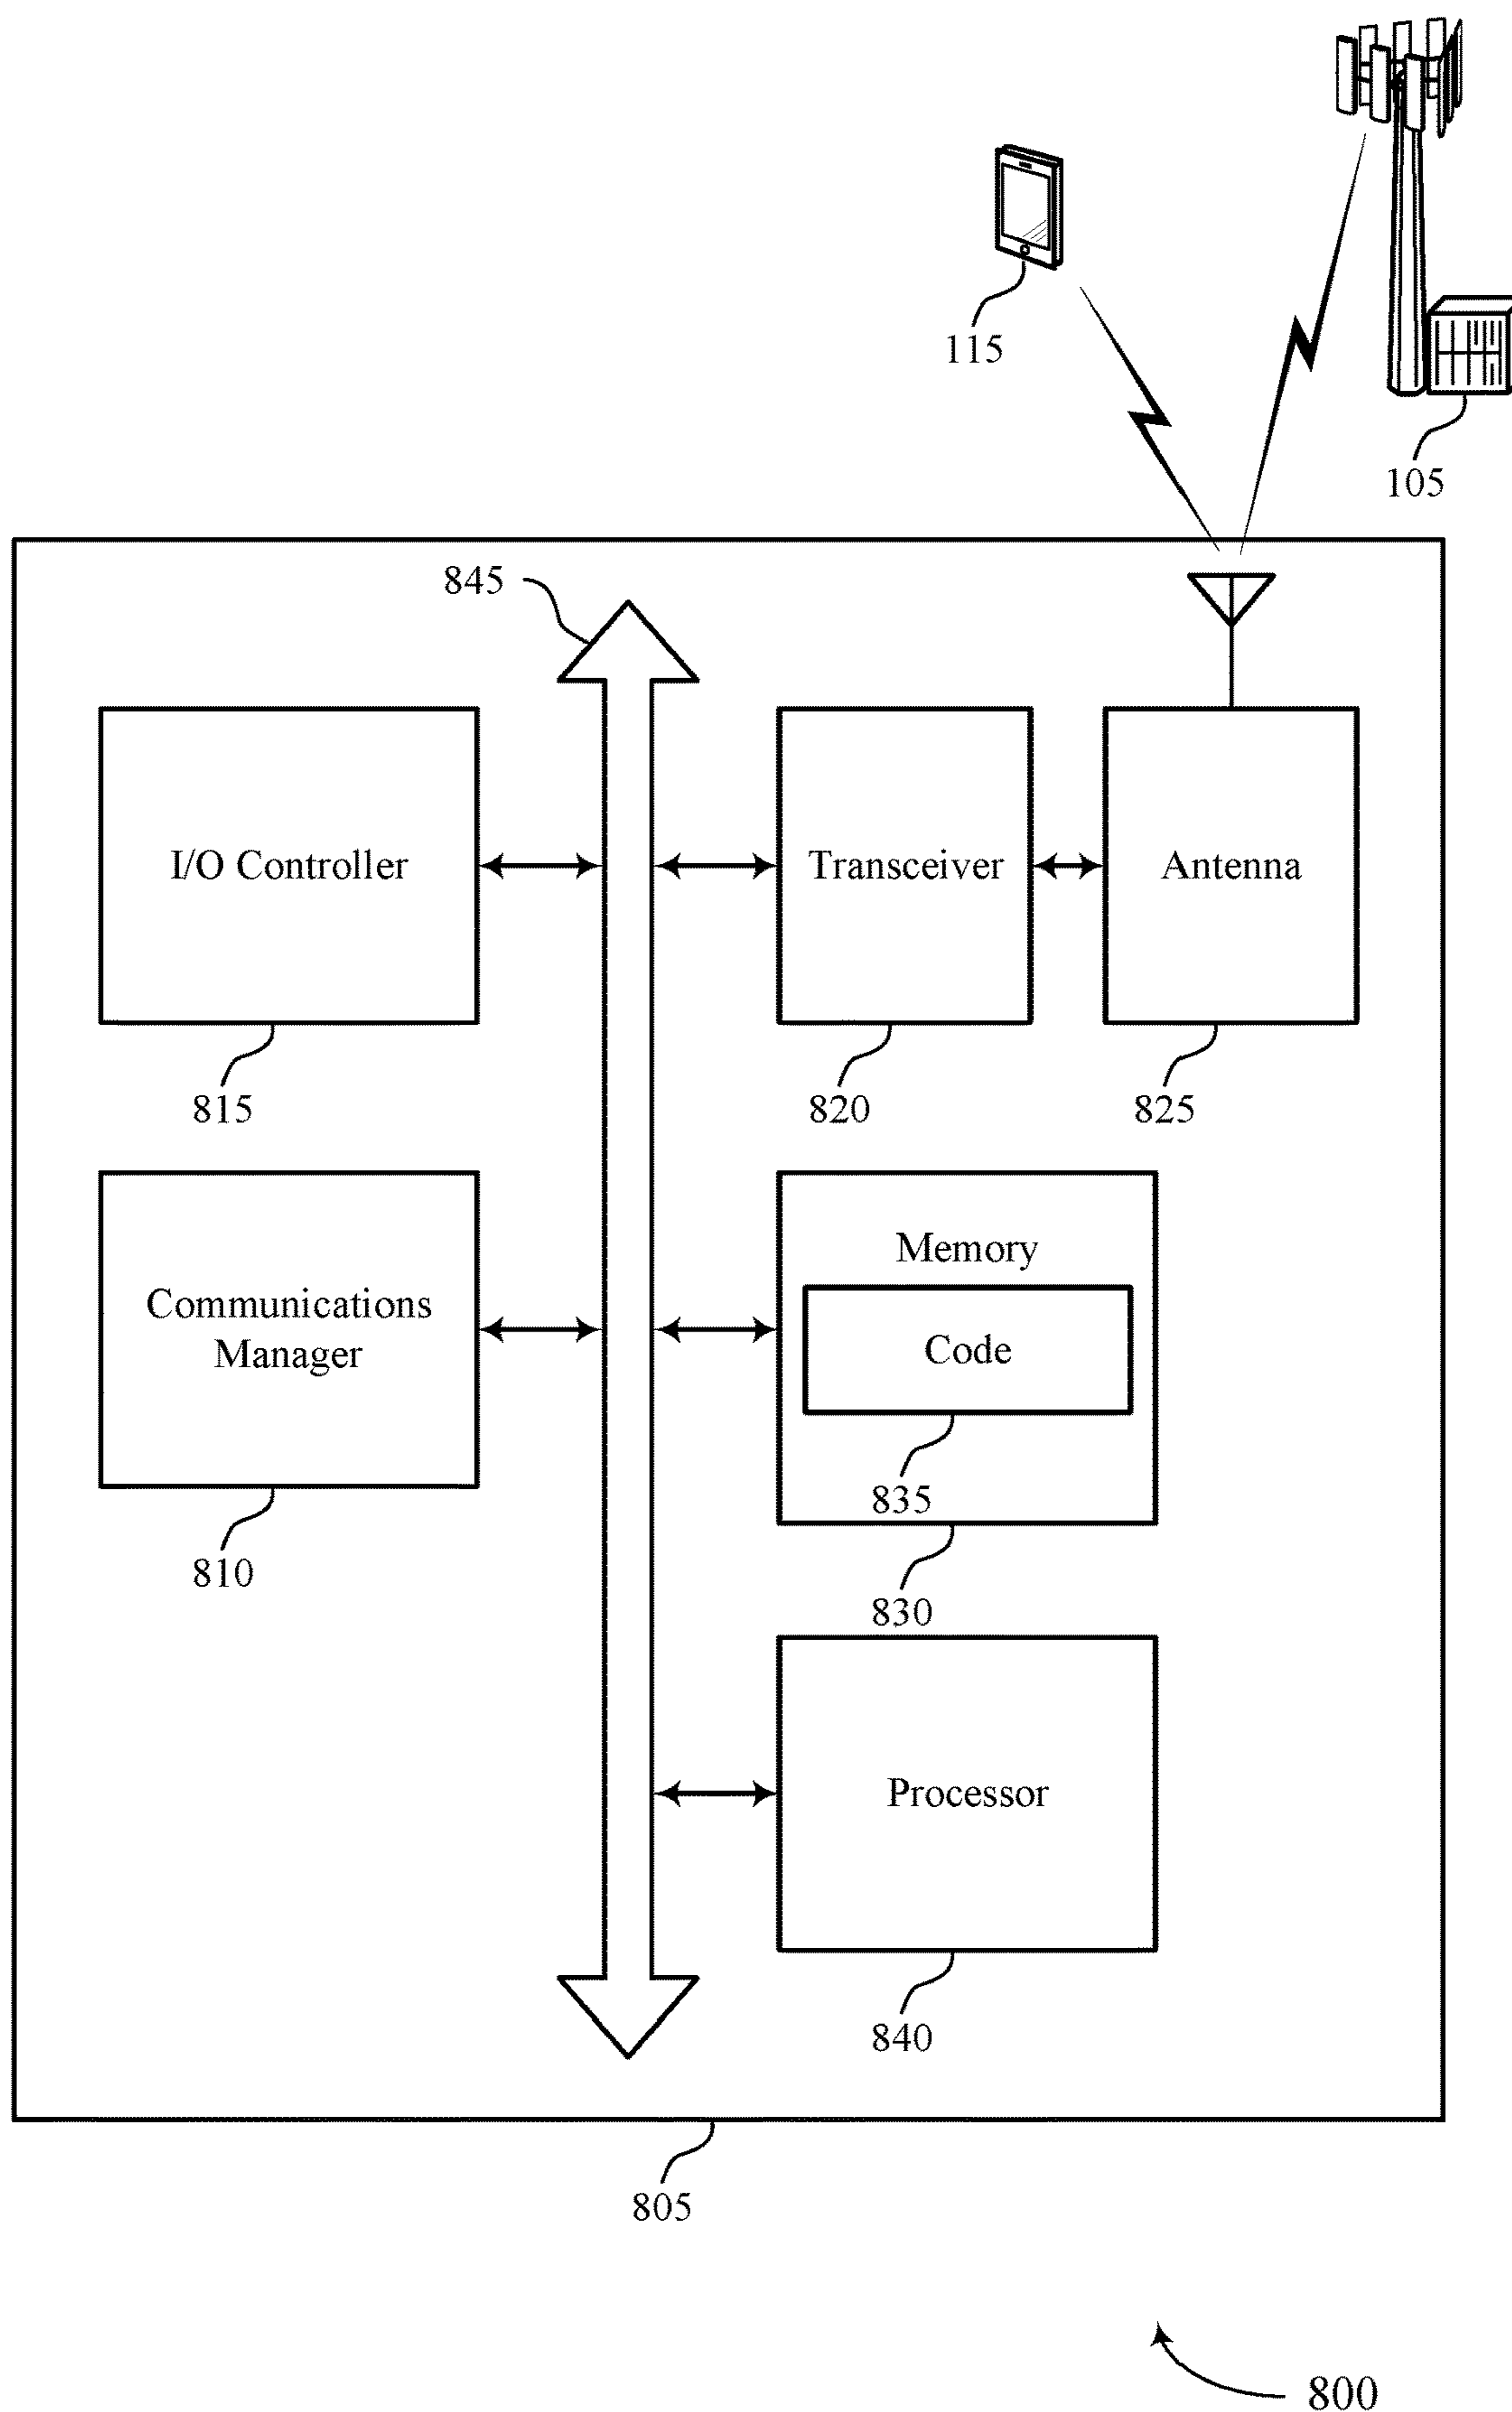 115
105
845
I/O Controller
Transceiver
Antenna
815
820
825
Communications
Manager
Memory
Code
835
810
830
Processor
840
805
800